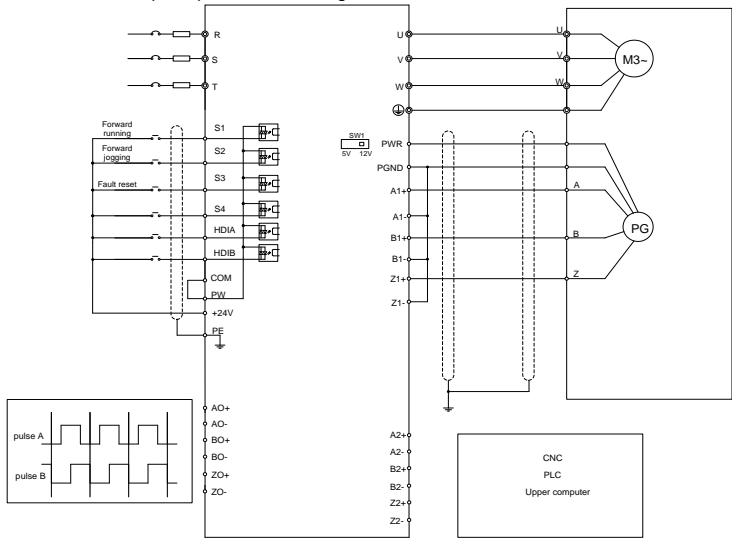 R
S
T
U
V
W
U
V
W
M3~
Forward
running
Forward
jogging
Fault reset
S1
S2
S3
S4
HDIA
HDIB
COM
PW
+24V
PE
SW1
5V 12V
PWR
PGND
A1+
A1-
B1+
B1-
Z1+
Z1-
A
B
Z
PG
pulse A
pulse B
AO+
AO-
BO+
BO-
ZO+
ZO-
A2+
A2-
B2+
B2-
Z2+
Z2-
CNC
PLC
Upper computer